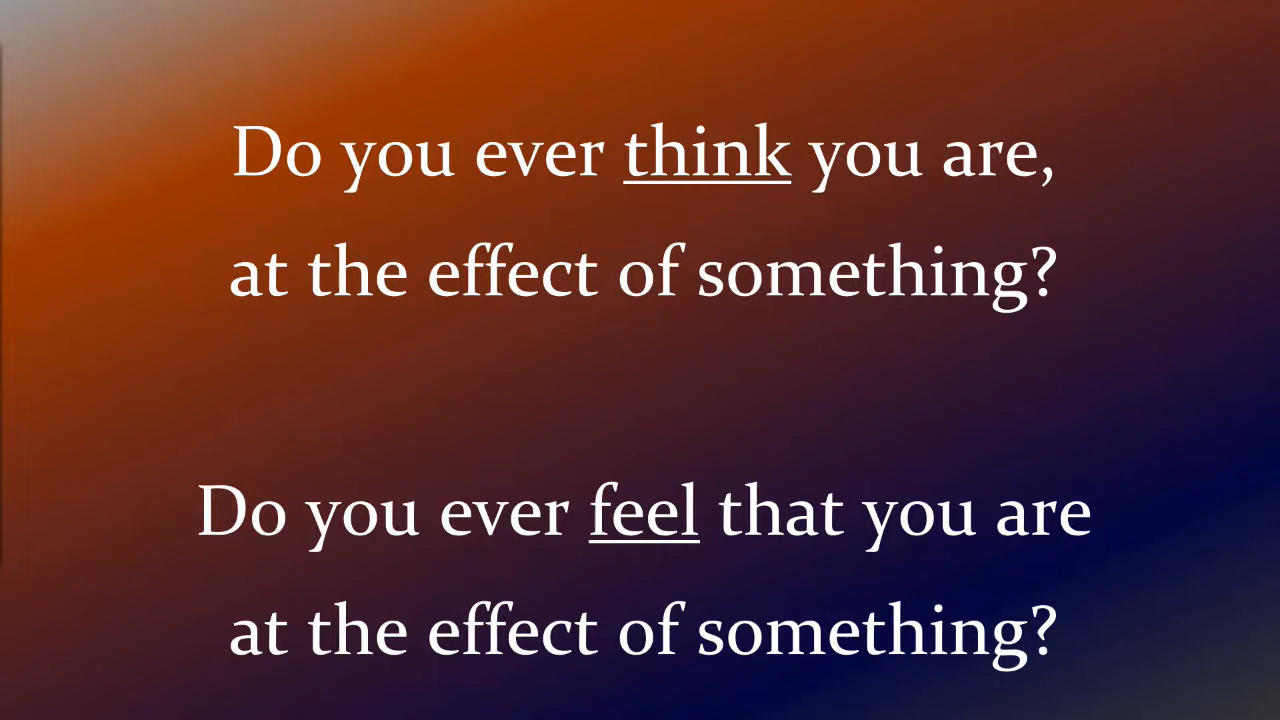 Do you ever think you are,
at the effect of something?
Do you ever feel that you are
at the effect of something?